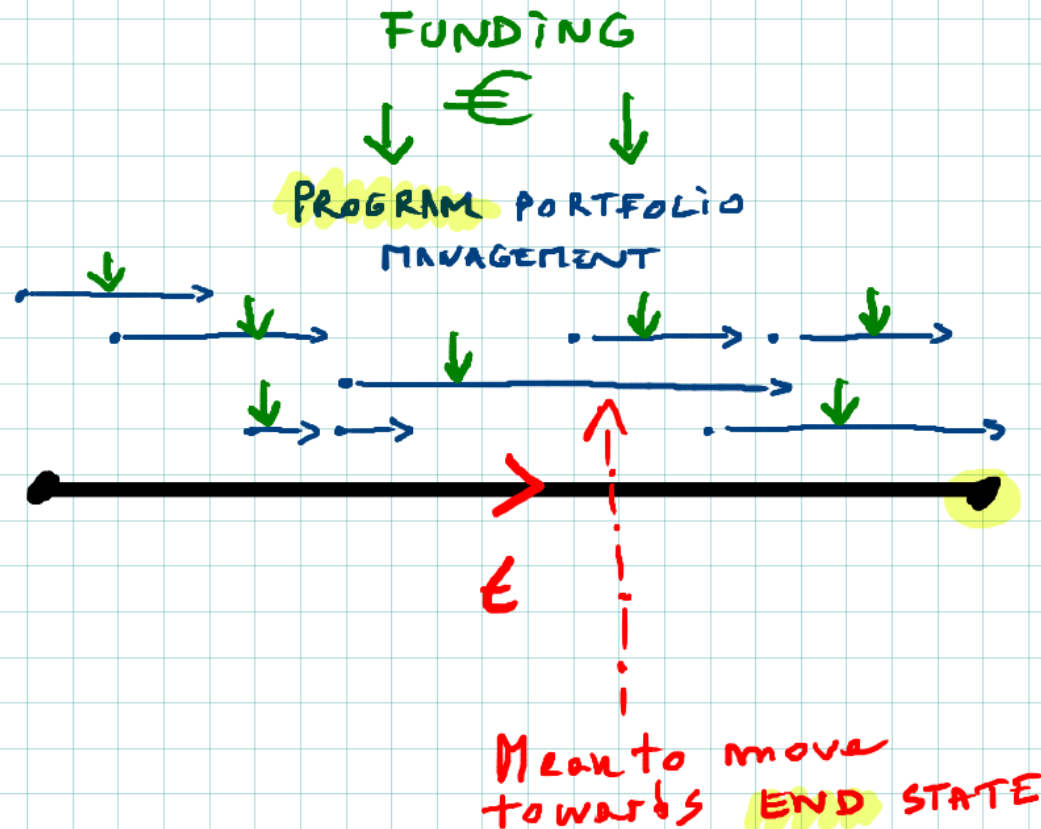 FUNDING
€
PROGRAM PORTFOLIO
MANAGEMENT
t
Mean to move
towards END STATE